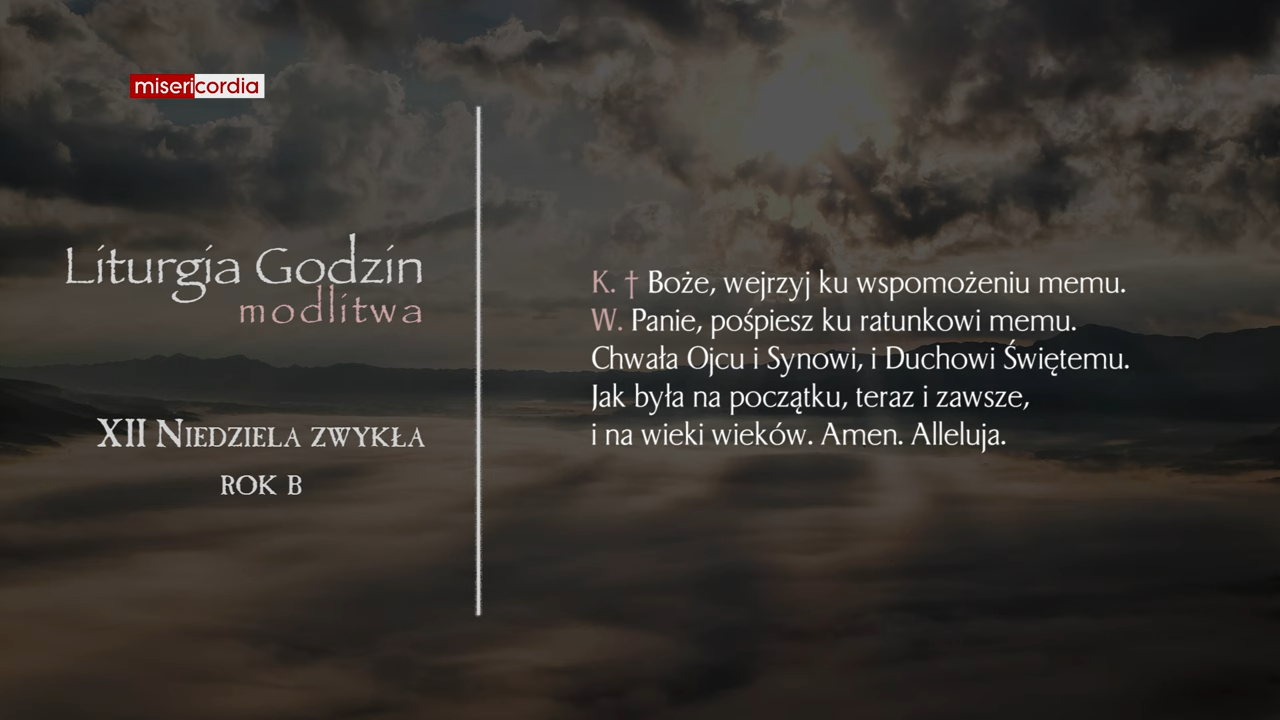 misericordia
Liturgia Godzin
modlitwa
XII Niedziela zwykła
rok B
K. † Boże, wejrzyj ku wspomożeniu memu.
W. Panie, pośpiesz ku ratunkowi memu.
Chwała Ojcu i Synowi, i Duchowi Świętemu.
Jak była na początku, teraz i zawsze,
i na wieki wieków. Amen. Alleluja.